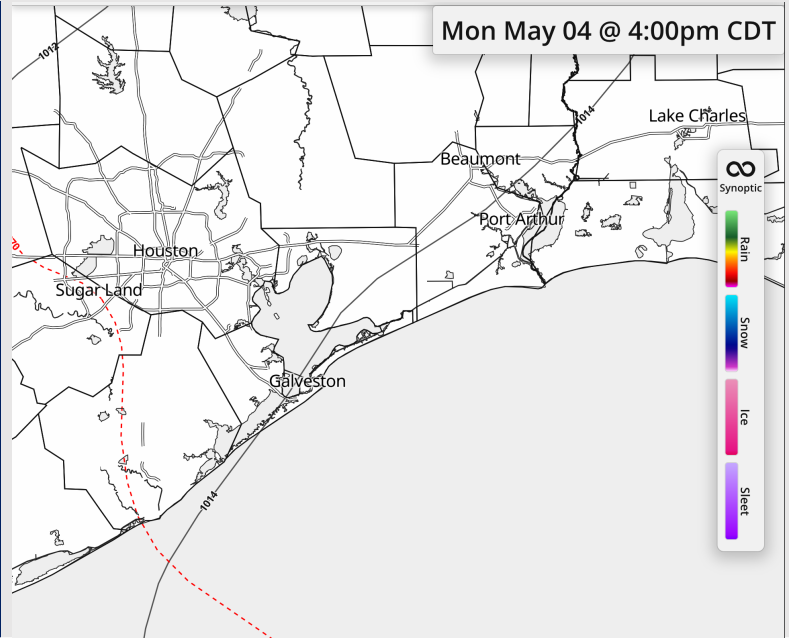 Mon May 04 @ 4:00pm CDT
1012
1014
Lake Charles
Beaumont
Synoptic
Port Arthur
Rain
Houston
Sugar Land
Snow
Galveston
Ice
1014
Sleet